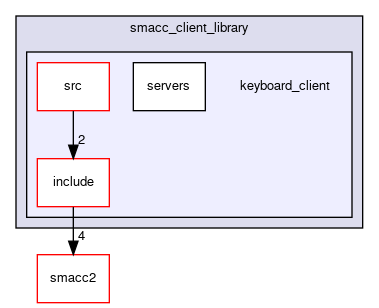 smacc_client_library
src
servers
keyboard_client
2
include
4
smacc2